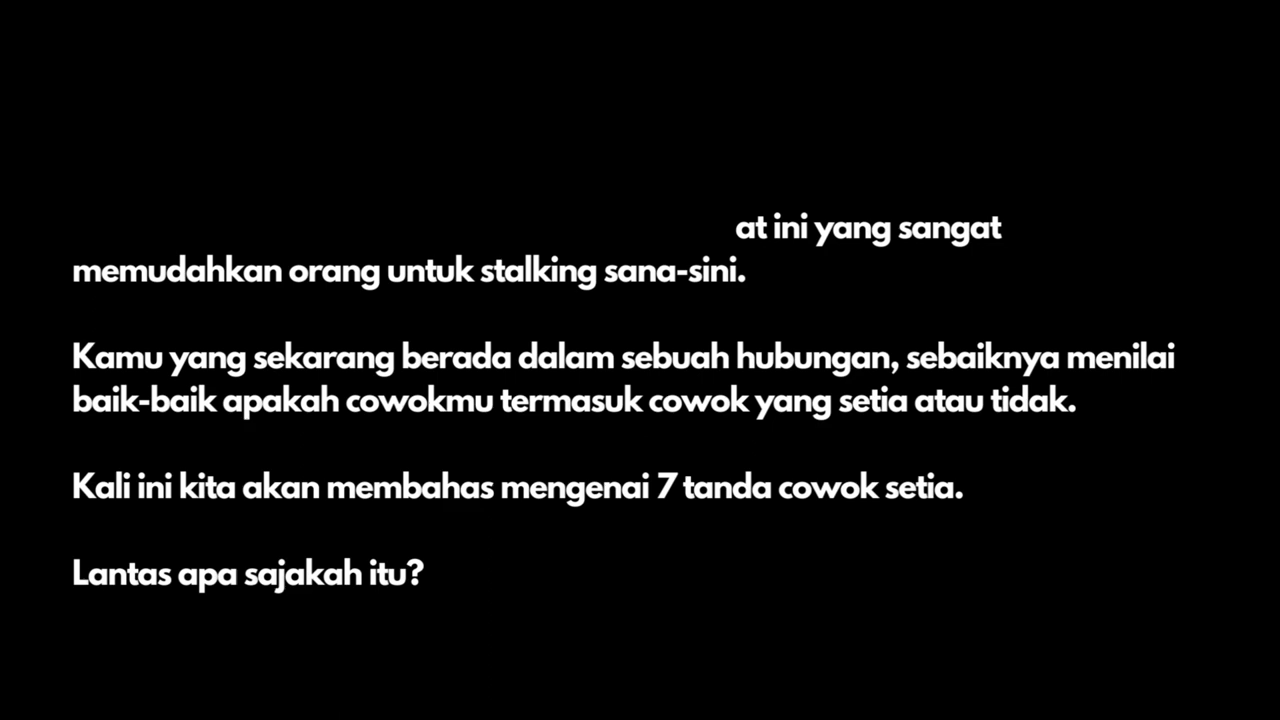 ini yang sangat
memudahkan orang untuk stalking sana-sini.
Kamu yang sekarang berada dalam sebuah hubungan, sebaiknya menilai
baik-baik apakah cowokmu termasuk cowok yang setia atau tidak.
Kali ini kita akan membahas mengenai 7 tanda cowok setia.
Lantas apa sajakah itu?